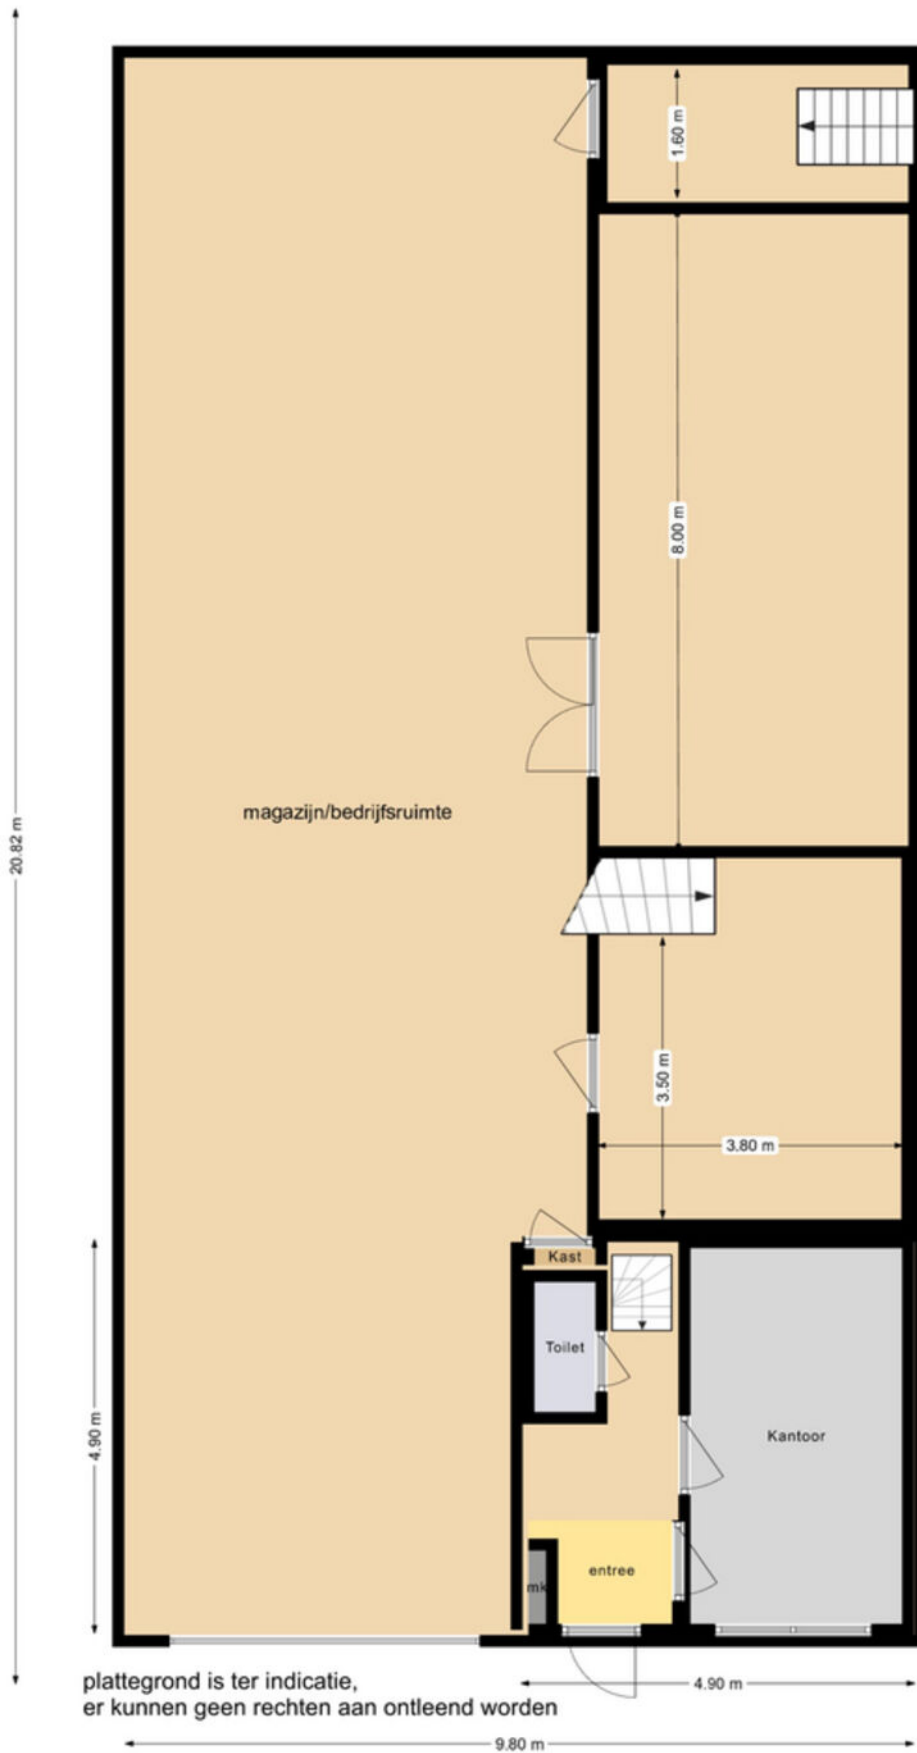 1.60 m
8.00 m
magazijn/bedrijfsruimte
20.82 m
3.50 m
3.80 m
Kast
Toilet
4.90 m
Kantoor
entree
mk
plattegrond is ter indicatie,
er kunnen geen rechten aan ontleend worden
4.90 m
9.80 m